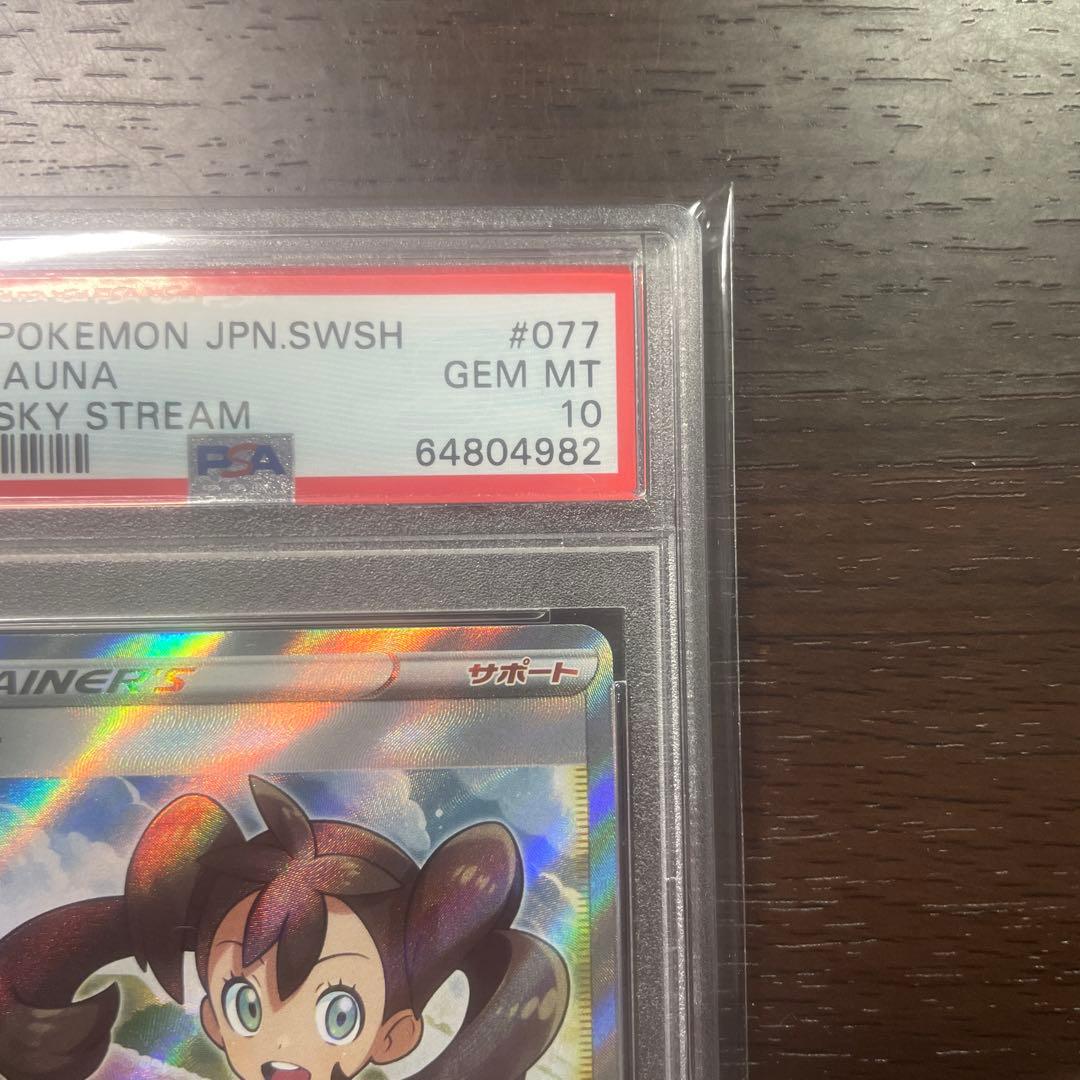 POKEMON JPN.SWSH #077
AUNA GEM MT
SKY STREAM 10
PSA 64804982
AINER'S サポート